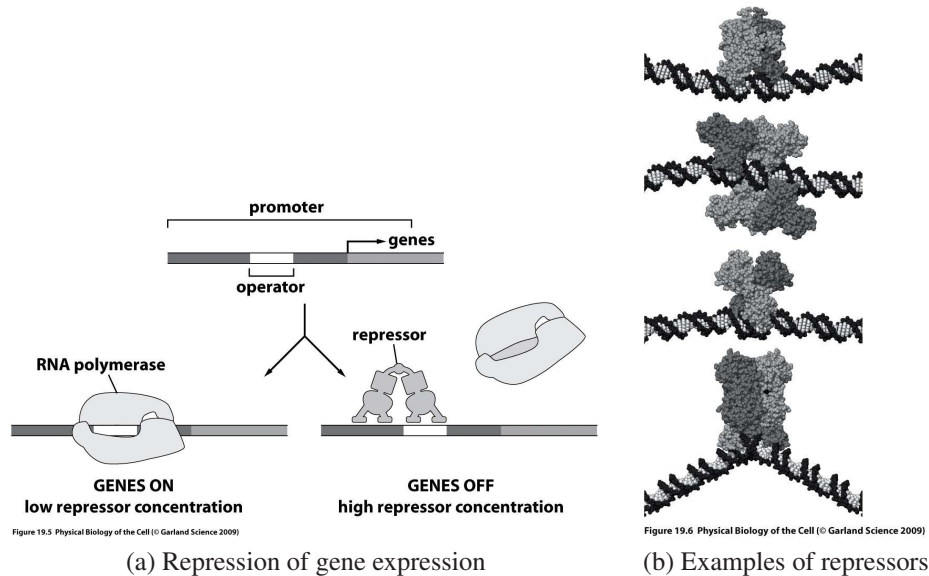 promoter
genes
operator
repressor
RNA polymerase
GENES ON
low repressor concentration
GENES OFF
high repressor concentration
Figure 19.5 Physical Biology of the Cell (© Garland Science 2009)
(a) Repression of gene expression
Figure 19.6 Physical Biology of the Cell (© Garland Science 2009)
(b) Examples of repressors